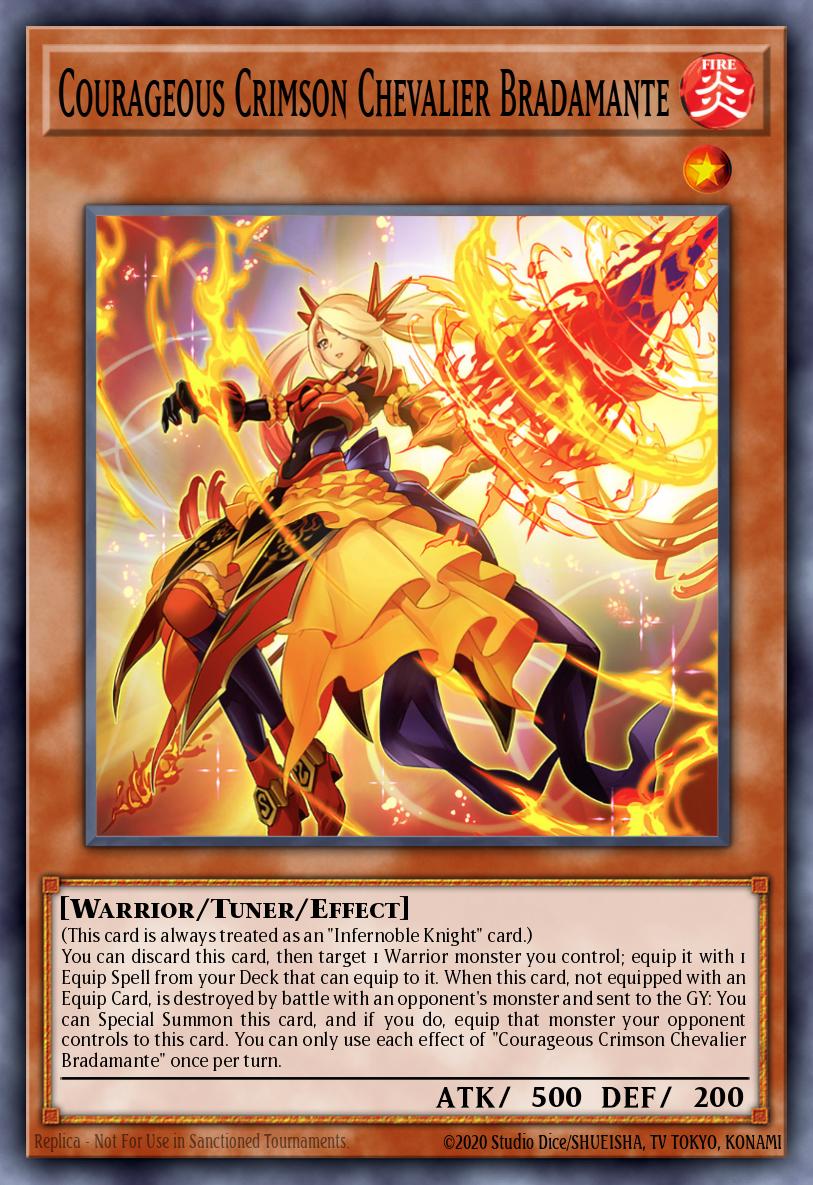 Courageous Crimson Chevalier Bradamante
FIRE
炎
[Warrior/Tuner/Effect]
(This card is always treated as an "Infernoble Knight" card.)
You can discard this card, then target 1 Warrior monster you control; equip it with 1
Equip Spell from your Deck that can equip to it. When this card, not equipped with an
Equip Card, is destroyed by battle with an opponent's monster and sent to the GY: You
can Special Summon this card, and if you do, equip that monster your opponent
controls to this card. You can only use each effect of "Courageous Crimson Chevalier
Bradamante" once per turn.
ATK/ 500 DEF/ 200
Replica - Not For Use in Sanctioned Tournaments.
©2020 Studio Dice/SHUEISHA, TV TOKYO, KONAMI